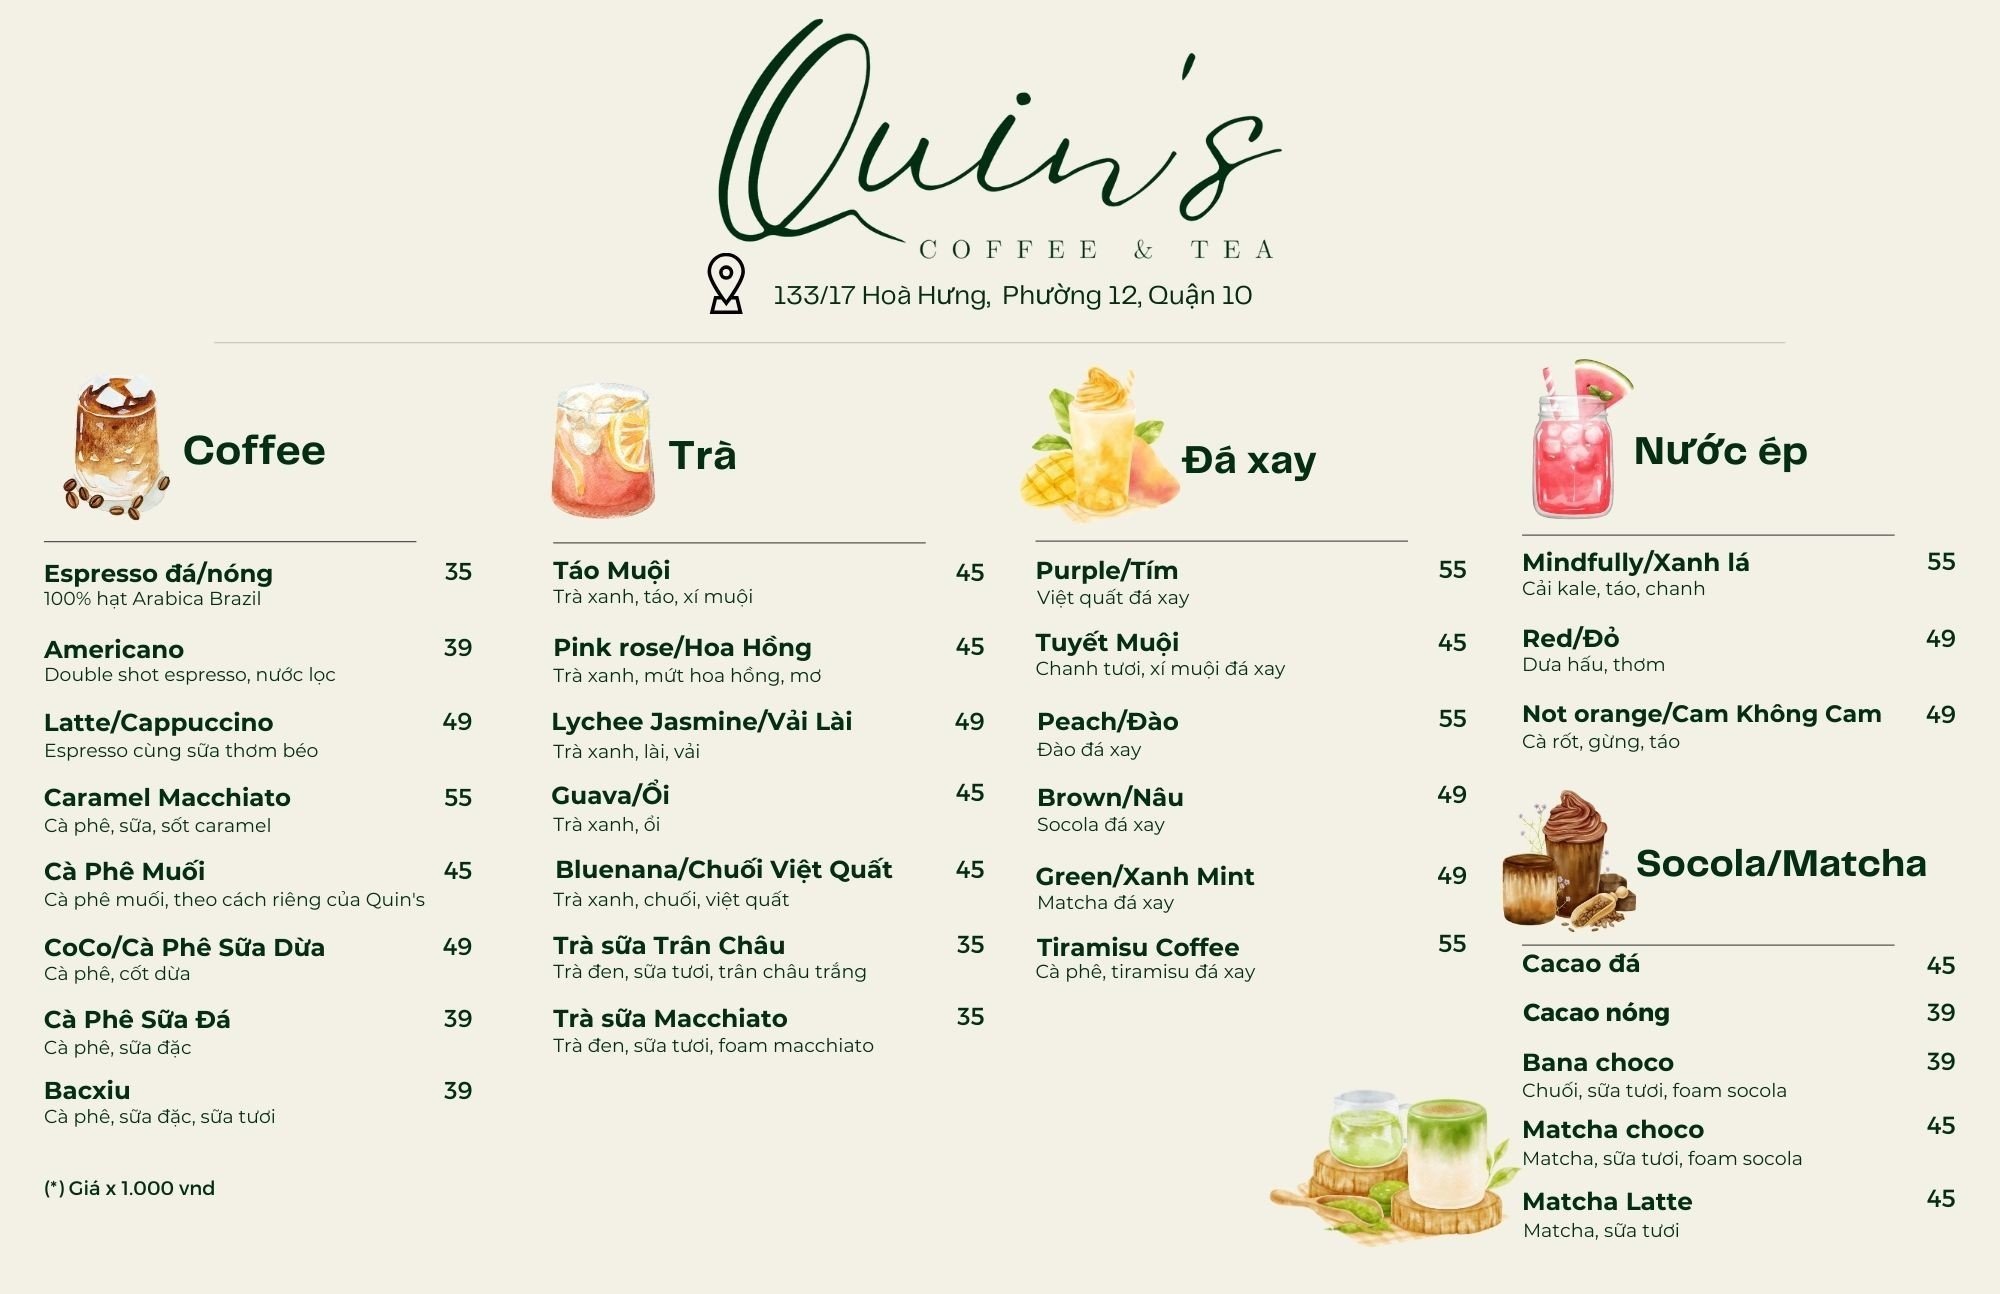 Quin's
COFFEE & TEA
133/17 Hoà Hưng, Phường 12, Quận 10
Coffee
Espresso đá/nóng 35
100% hạt Arabica Brazil
Americano 39
Double shot espresso, nước lọc
Latte/Cappuccino 49
Espresso cùng sữa thơm béo
Caramel Macchiato 55
Cà phê, sữa, sốt caramel
Cà Phê Muối 45
Cà phê muối, theo cách riêng của Quin's
CoCo/Cà Phê Sữa Dừa 49
Cà phê, cốt dừa
Cà Phê Sữa Đá 39
Cà phê, sữa đặc
Bacxiu 39
Cà phê, sữa đặc, sữa tươi
(*) Giá x 1.000 vnd
Trà
Táo Muội 45
Trà xanh, táo, xí muội
Pink rose/Hoa Hồng 45
Trà xanh, mứt hoa hồng, mơ
Lychee Jasmine/Vải Lài 49
Trà xanh, lài, vải
Guava/Ổi 45
Trà xanh, ổi
Bluenana/Chuối Việt Quất 45
Trà xanh, chuối, việt quất
Trà sữa Trân Châu 35
Trà đen, sữa tươi, trân châu trắng
Trà sữa Macchiato 35
Trà đen, sữa tươi, foam macchiato
Đá xay
Purple/Tím 55
Việt quất đá xay
Tuyết Muội 45
Chanh tươi, xí muội đá xay
Peach/Đào 55
Đào đá xay
Brown/Nâu 49
Socola đá xay
Green/Xanh Mint 49
Matcha đá xay
Tiramisu Coffee 55
Cà phê, tiramisu đá xay
Nước ép
Mindfully/Xanh lá 55
Cải kale, táo, chanh
Red/Đỏ 49
Dưa hấu, thơm
Not orange/Cam Không Cam 49
Cà rốt, gừng, táo
Socola/Matcha
Cacao đá 45
Cacao nóng 39
Bana choco 39
Chuối, sữa tươi, foam socola
Matcha choco 45
Matcha, sữa tươi, foam socola
Matcha Latte 45
Matcha, sữa tươi